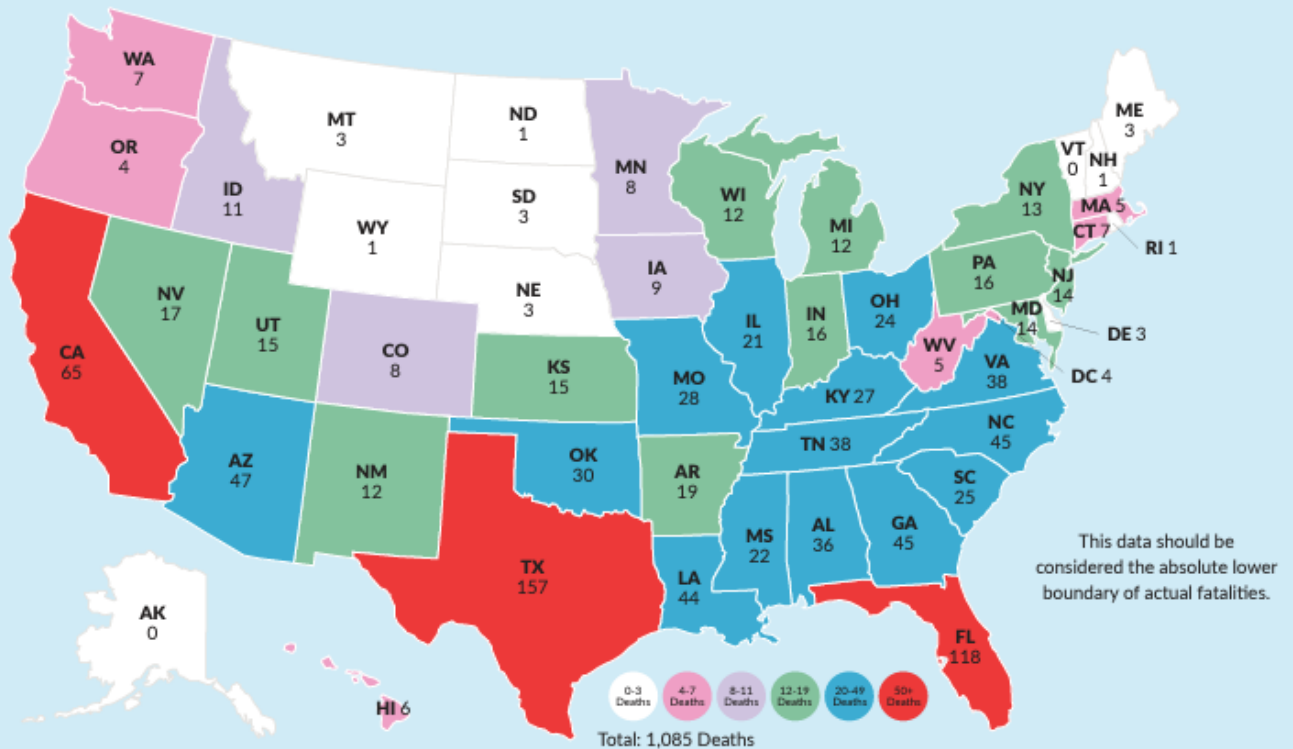 WA
7
OR
4
ID
11
MT
3
ND
1
MN
8
SD
3
WY
1
NE
3
IA
9
WI
12
MI
12
NY
13
VT
0
NH
1
ME
3
MA 5
CT 7
RI 1
PA
16
NJ
14
MD
14
DE 3
DC 4
CA
65
NV
17
UT
15
CO
8
KS
15
MO
28
IL
21
IN
16
OH
24
WV
5
VA
38
KY 27
NC
45
TN 38
SC
25
AZ
47
NM
12
OK
30
AR
19
MS
22
AL
36
GA
45
LA
44
TX
157
FL
118
AK
0
HI 6
This data should be
considered the absolute lower
boundary of actual fatalities.
0-3
Deaths
4-7
Deaths
8-11
Deaths
12-19
Deaths
20-49
Deaths
50+
Deaths
Total: 1,085 Deaths